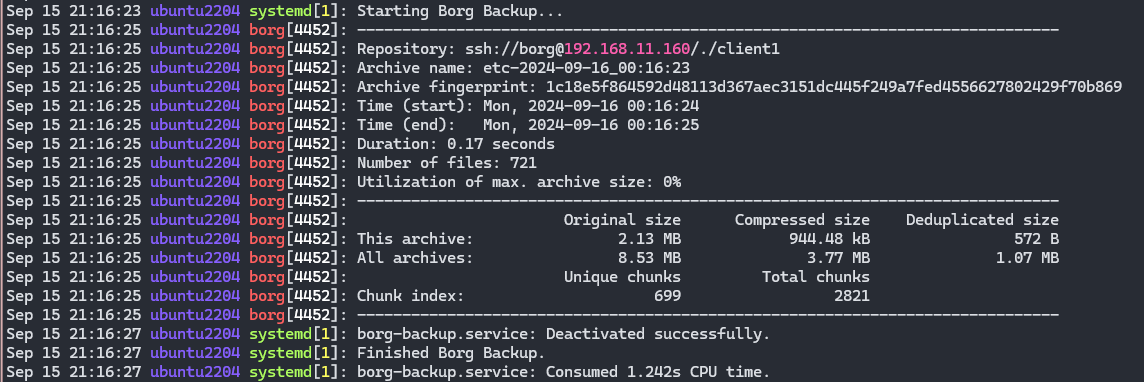 Sep 15 21:16:23 ubuntu2204 systemd[1]: Starting Borg Backup...
Sep 15 21:16:25 ubuntu2204 borg[4452]: ------------------------------------------------------------------------------
Sep 15 21:16:25 ubuntu2204 borg[4452]: Repository: ssh://borg@192.168.11.160/./client1
Sep 15 21:16:25 ubuntu2204 borg[4452]: Archive name: etc-2024-09-16_00:16:23
Sep 15 21:16:25 ubuntu2204 borg[4452]: Archive fingerprint: 1c18e5f864592d48113d367aec3151dc445f249a7fed4556627802429f70b869
Sep 15 21:16:25 ubuntu2204 borg[4452]: Time (start): Mon, 2024-09-16 00:16:24
Sep 15 21:16:25 ubuntu2204 borg[4452]: Time (end):   Mon, 2024-09-16 00:16:25
Sep 15 21:16:25 ubuntu2204 borg[4452]: Duration: 0.17 seconds
Sep 15 21:16:25 ubuntu2204 borg[4452]: Number of files: 721
Sep 15 21:16:25 ubuntu2204 borg[4452]: Utilization of max. archive size: 0%
Sep 15 21:16:25 ubuntu2204 borg[4452]: ------------------------------------------------------------------------------
Sep 15 21:16:25 ubuntu2204 borg[4452]:                        Original size      Compressed size    Deduplicated size
Sep 15 21:16:25 ubuntu2204 borg[4452]: This archive:                2.13 MB            944.48 kB                572 B
Sep 15 21:16:25 ubuntu2204 borg[4452]: All archives:                8.53 MB              3.77 MB              1.07 MB
Sep 15 21:16:25 ubuntu2204 borg[4452]:                        Unique chunks         Total chunks
Sep 15 21:16:25 ubuntu2204 borg[4452]: Chunk index:                     699                 2821
Sep 15 21:16:25 ubuntu2204 borg[4452]: ------------------------------------------------------------------------------
Sep 15 21:16:27 ubuntu2204 systemd[1]: borg-backup.service: Deactivated successfully.
Sep 15 21:16:27 ubuntu2204 systemd[1]: Finished Borg Backup.
Sep 15 21:16:27 ubuntu2204 systemd[1]: borg-backup.service: Consumed 1.242s CPU time.